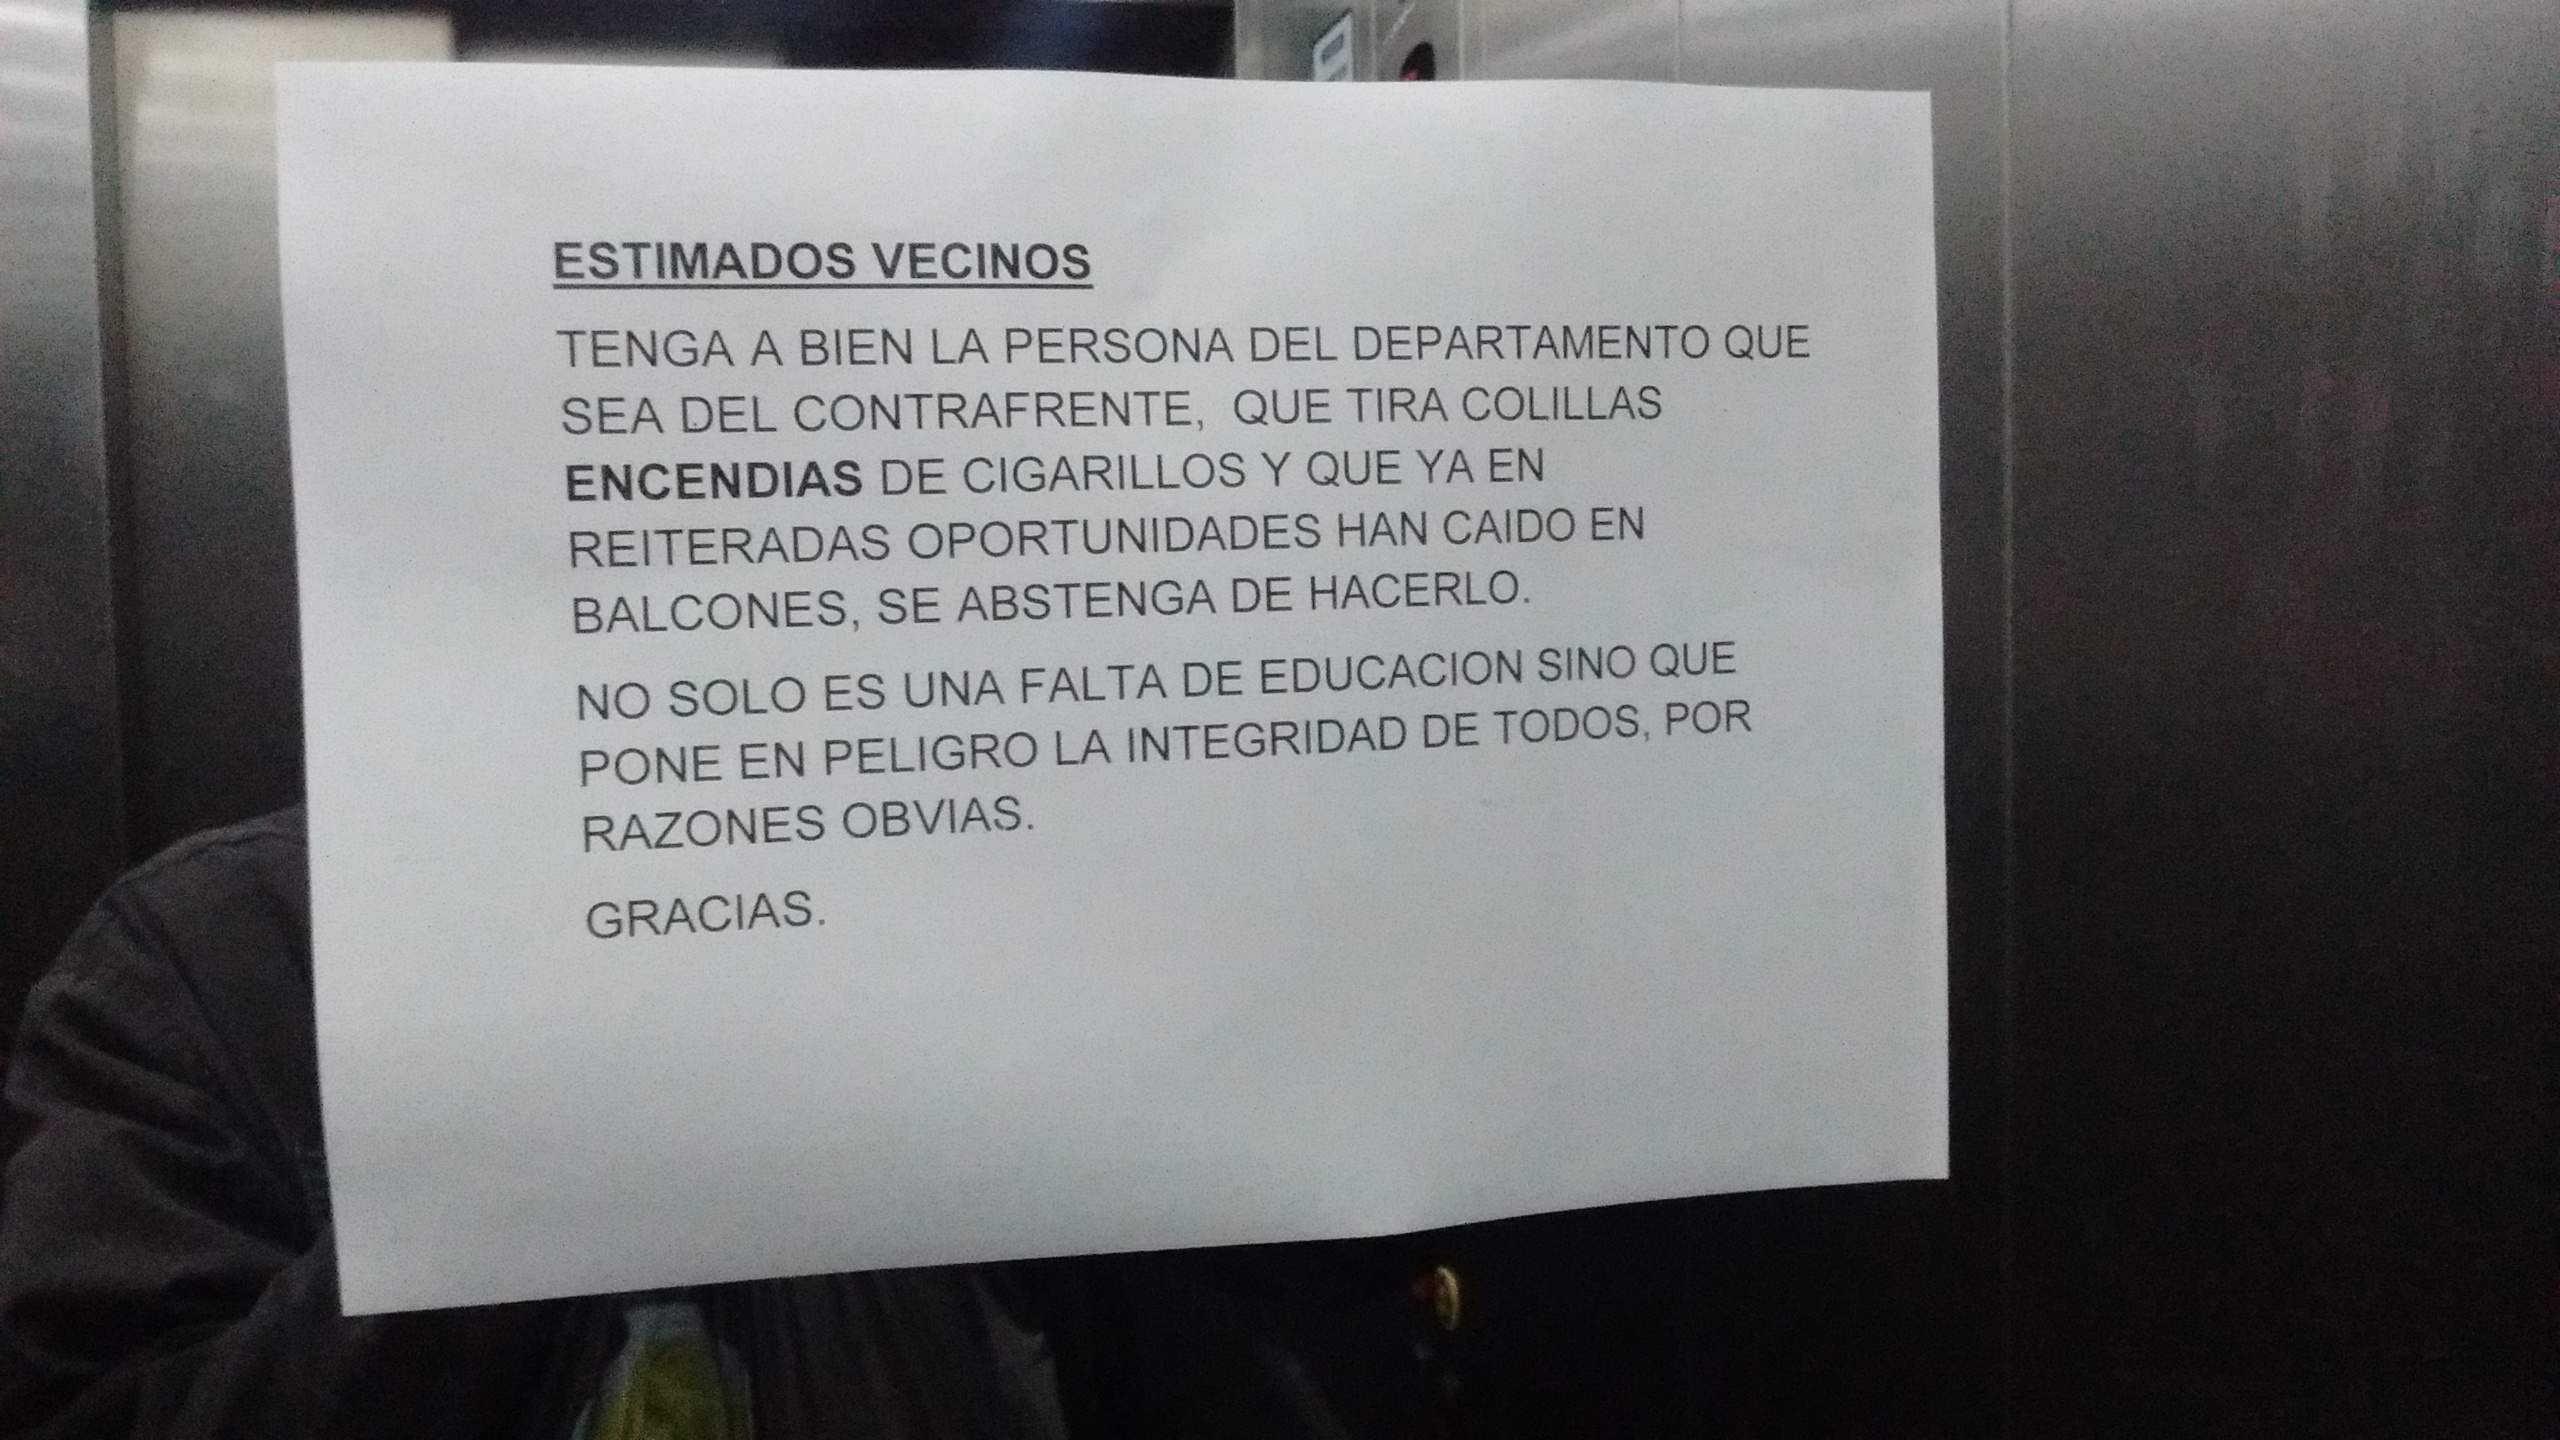 ESTIMADOS VECINOS
TENGA A BIEN LA PERSONA DEL DEPARTAMENTO QUE
SEA DEL CONTRAFRENTE, QUE TIRA COLILLAS
ENCENDIAS DE CIGARILLOS Y QUE YA EN
REITERADAS OPORTUNIDADES HAN CAIDO EN
BALCONES, SE ABSTENGA DE HACERLO.
NO SOLO ES UNA FALTA DE EDUCACION SINO QUE
PONE EN PELIGRO LA INTEGRIDAD DE TODOS, POR
RAZONES OBVIAS.
GRACIAS.